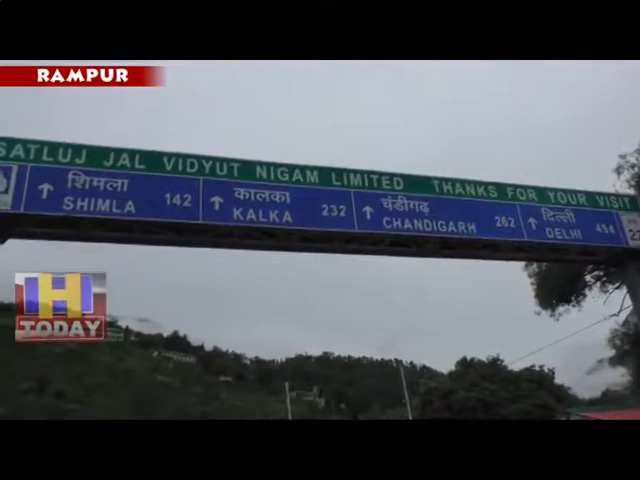 RAMPUR
SATLUJ JAL VIDYUT NIGAM LIMITED THANKS FOR YOUR VISIT
शिमला
SHIMLA 142
कालका
KALKA 232
चंडीगढ़
CHANDIGARH 262
दिल्ली
DELHI 454
HI
TODAY